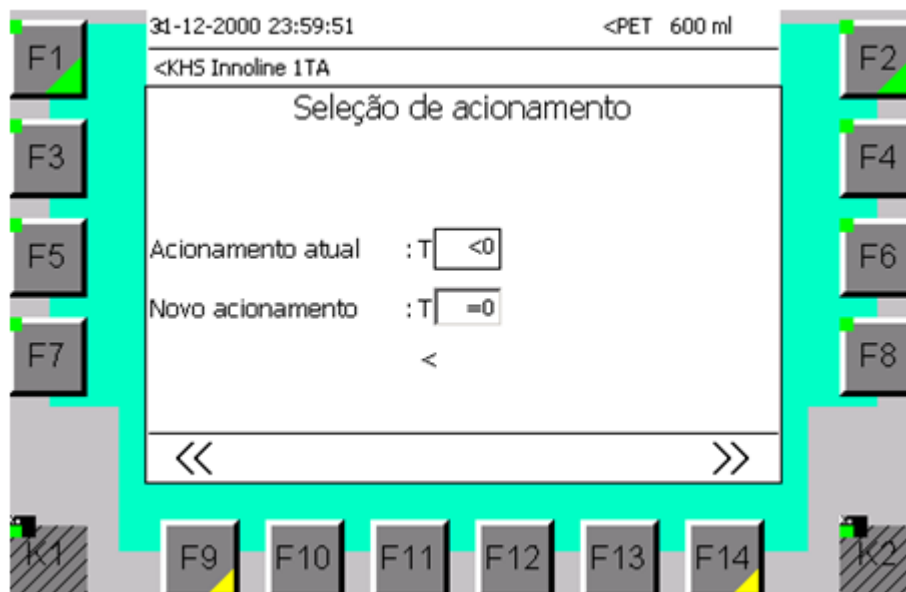 31-12-2000 23:59:51 <PET 600 ml
<KHS Innoline 1TA
Seleção de acionamento
Acionamento atual : T <0
Novo acionamento : T =0
<
<< >>
F1
F2
F3
F4
F5
F6
F7
F8
K1 F9 F10 F11 F12 F13 F14 K2